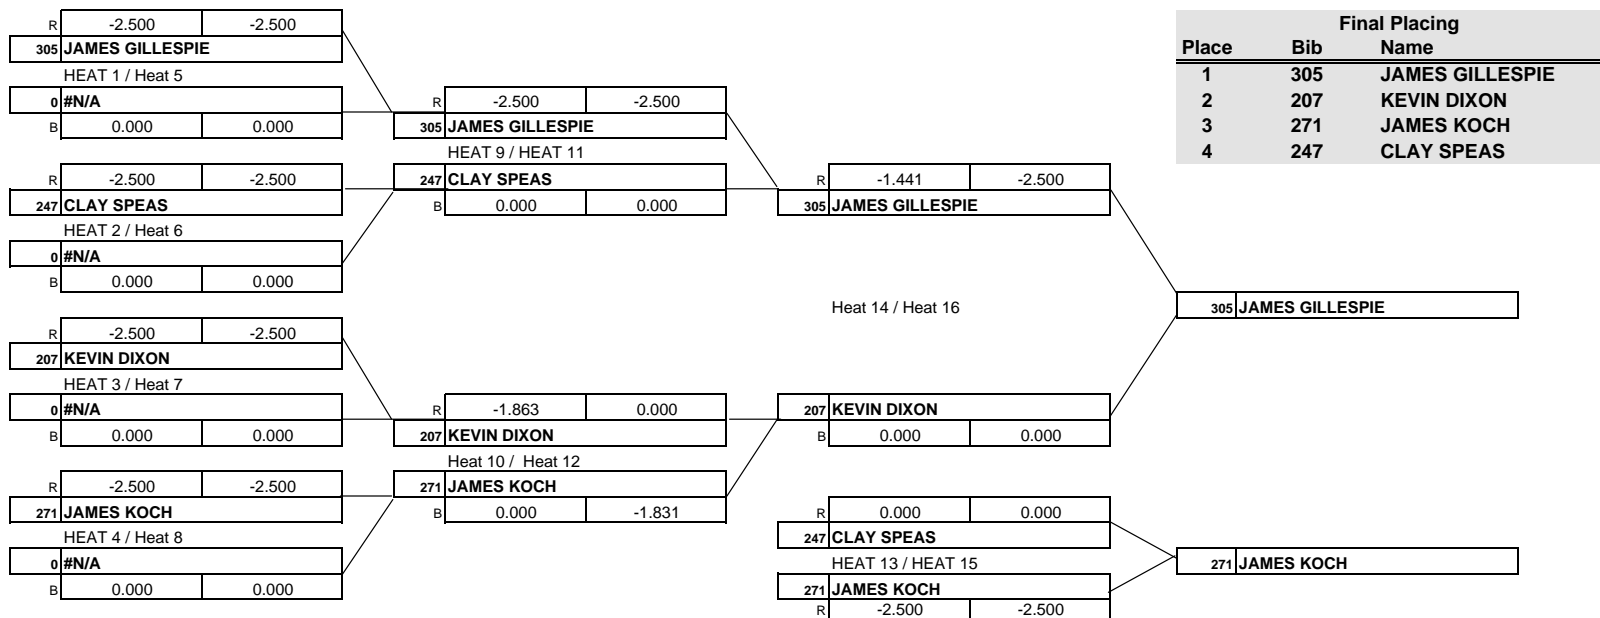 R -2.500 -2.500
305 JAMES GILLESPIE
HEAT 1 / Heat 5
0 #N/A
B 0.000 0.000
R -2.500 -2.500
247 CLAY SPEAS
HEAT 2 / Heat 6
0 #N/A
B 0.000 0.000
R -2.500 -2.500
207 KEVIN DIXON
HEAT 3 / Heat 7
0 #N/A
B 0.000 0.000
R -2.500 -2.500
271 JAMES KOCH
HEAT 4 / Heat 8
0 #N/A
B 0.000 0.000
R -2.500 -2.500
305 JAMES GILLESPIE
HEAT 9 / HEAT 11
247 CLAY SPEAS
B 0.000 0.000
R -1.863 0.000
207 KEVIN DIXON
Heat 10 / Heat 12
271 JAMES KOCH
B 0.000 -1.831
R -1.441 -2.500
305 JAMES GILLESPIE
Heat 14 / Heat 16
207 KEVIN DIXON
B 0.000 0.000
R 0.000 0.000
247 CLAY SPEAS
HEAT 13 / HEAT 15
271 JAMES KOCH
R -2.500 -2.500
Final Placing
Place Bib Name
1 305 JAMES GILLESPIE
2 207 KEVIN DIXON
3 271 JAMES KOCH
4 247 CLAY SPEAS
305 JAMES GILLESPIE
271 JAMES KOCH